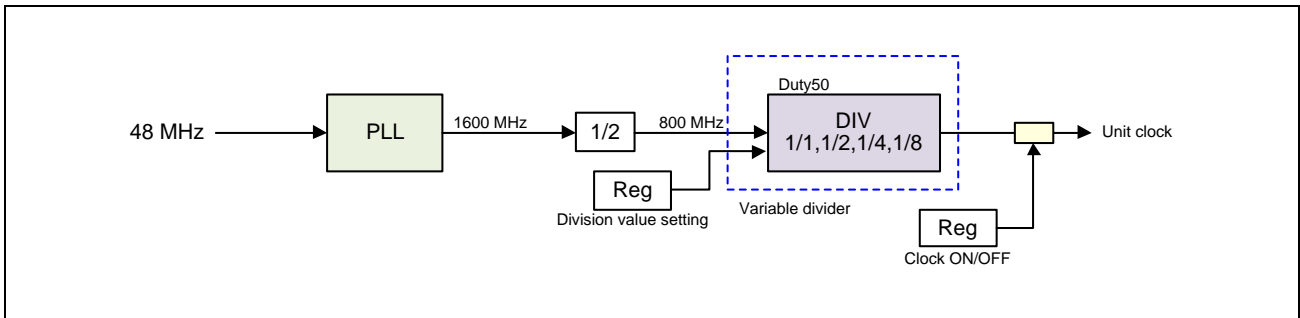 Duty50
48 MHz
PLL
1600 MHz
1/2
800 MHz
DIV
1/1,1/2,1/4,1/8
Unit clock
Reg
Division value setting
Variable divider
Reg
Clock ON/OFF